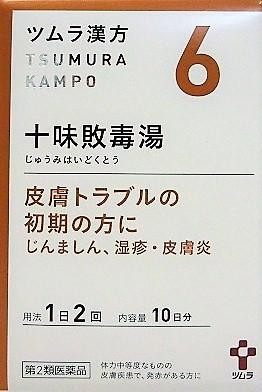 ツムラ漢方
TSUMURA
KAMPO
6
十味敗毒湯
じゅうみはいどくとう
皮膚トラブルの
初期の方に
じんましん、湿疹・皮膚炎
用法 1日2回 内容量 10日分
ツムラ
第2類医薬品
体力中等度なものの
皮膚疾患で、発赤がある方に